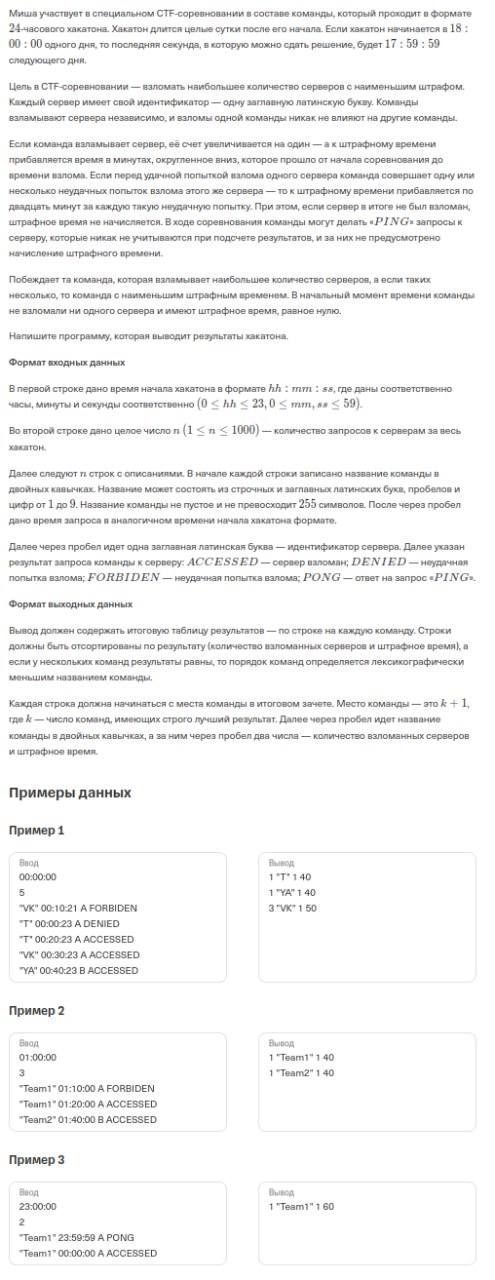 Миша участвует в специальном CTF-соревновании в составе команды, который проходит в формате
24-часового хакатона. Хакатон длится целые сутки после его начала. Если хакатон начинается в 18 :
00 : 00 одного дня, то последняя секунда, в которую можно сдать решение, будет 17 : 59 : 59
следующего дня.
Цель в CTF-соревновании — взломать наибольшее количество серверов с наименьшим штрафом.
Каждый сервер имеет свой идентификатор — одну заглавную латинскую букву. Команды
взламывают сервера независимо, и взломы одной команды никак не влияют на другие команды.
Если команда взламывает сервер, её счет увеличивается на один — а к штрафному времени
прибавляется время в минутах, округленное вниз, которое прошло от начала соревнования до
времени взлома. Если перед удачной попыткой взлома одного сервера команда совершает одну или
несколько неудачных попыток взлома этого же сервера — то к штрафному времени прибавляется по
двадцать минут за каждую такую неудачную попытку. При этом, если сервер в итоге не был взломан,
штрафное время не начисляется. В ходе соревнования команды могут делать «PING» запросы к
серверу, которые никак не учитываются при подсчете результатов, и за них не предусмотрено
начисление штрафного времени.
Побеждает та команда, которая взламывает наибольшее количество серверов, а если таких
несколько, то команда с наименьшим штрафным временем. В начальный момент времени команды
не взломали ни одного сервера и имеют штрафное время, равное нулю.
Напишите программу, которая выводит результаты хакатона.
Формат входных данных
В первой строке дано время начала хакатона в формате hh : mm : ss, где даны соответственно
часы, минуты и секунды соответственно (0 ≤ hh ≤ 23, 0 ≤ mm, ss ≤ 59).
Во второй строке дано целое число n (1 ≤ n ≤ 1000) — количество запросов к серверам за весь
хакатон.
Далее следуют n строк с описаниями. В начале каждой строки записано название команды в
двойных кавычках. Название может состоять из строчных и заглавных латинских букв, пробелов и
цифр от 1 до 9. Название команды не пустое и не превосходит 255 символов. После через пробел
дано время запроса в аналогичном времени начала хакатона формате.
Далее через пробел идет одна заглавная латинская буква — идентификатор сервера. Далее указан
результат запроса команды к серверу: ACCESSED — сервер взломан; DENIED — неудачная
попытка взлома; FORBIDEN — неудачная попытка взлома; PONG — ответ на запрос «PING».
Формат выходных данных
Вывод должен содержать итоговую таблицу результатов — по строке на каждую команду. Строки
должны быть отсортированы по результату (количество взломанных серверов и штрафное время), а
если у нескольких команд результаты равны, то порядок команд определяется лексикографически
меньшим названием команды.
Каждая строка должна начинаться с места команды в итоговом зачете. Место команды — это k + 1,
где k — число команд, имеющих строго лучший результат. Далее через пробел идет название
команды в двойных кавычках, а за ним через пробел два числа — количество взломанных серверов
и штрафное время.
Примеры данных
Пример 1
Ввод
00:00:00
5
"VK" 00:10:21 A FORBIDEN
"T" 00:00:23 A DENIED
"T" 00:20:23 A ACCESSED
"VK" 00:30:23 A ACCESSED
"YA" 00:40:23 B ACCESSED
Вывод
1 "T" 1 40
1 "YA" 1 40
3 "VK" 1 50
Пример 2
Ввод
01:00:00
3
"Team1" 01:10:00 A FORBIDEN
"Team1" 01:20:00 A ACCESSED
"Team2" 01:40:00 B ACCESSED
Вывод
1 "Team1" 1 40
1 "Team2" 1 40
Пример 3
Ввод
23:00:00
2
"Team1" 23:59:59 A PONG
"Team1" 00:00:00 A ACCESSED
Вывод
1 "Team1" 1 60